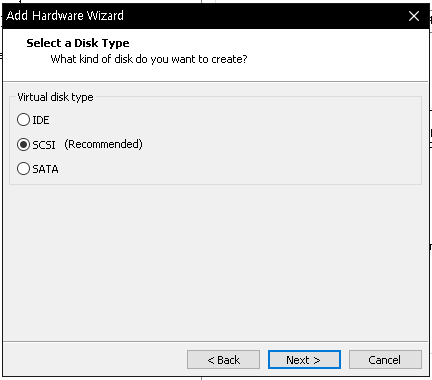 Add Hardware Wizard
Select a Disk Type
What kind of disk do you want to create?
Virtual disk type
IDE
SCSI (Recommended)
SATA
< Back Next > Cancel